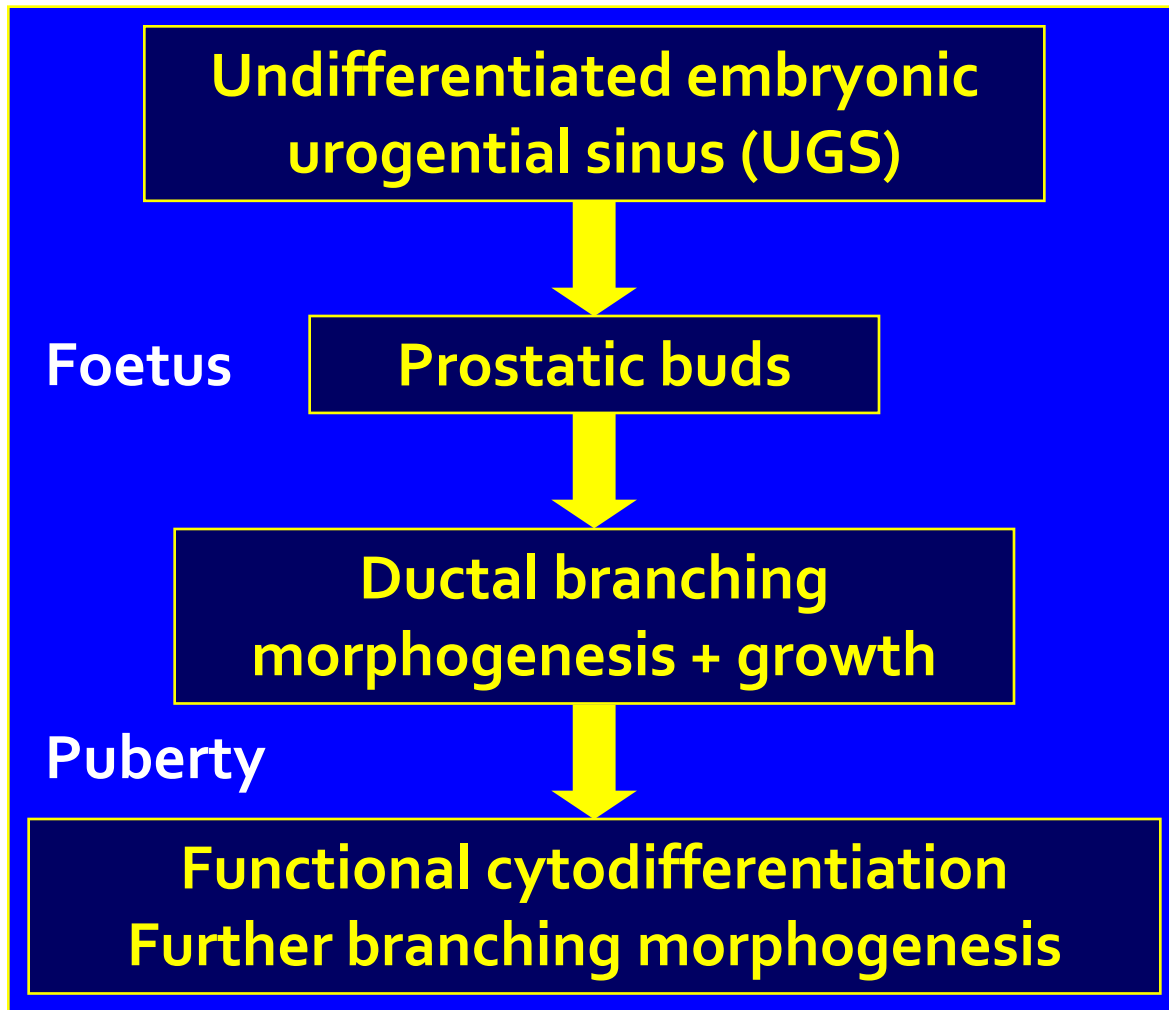 Undifferentiated embryonic
urogential sinus (UGS)
Foetus
Prostatic buds
Ductal branching
morphogenesis + growth
Puberty
Functional cytodifferentiation
Further branching morphogenesis